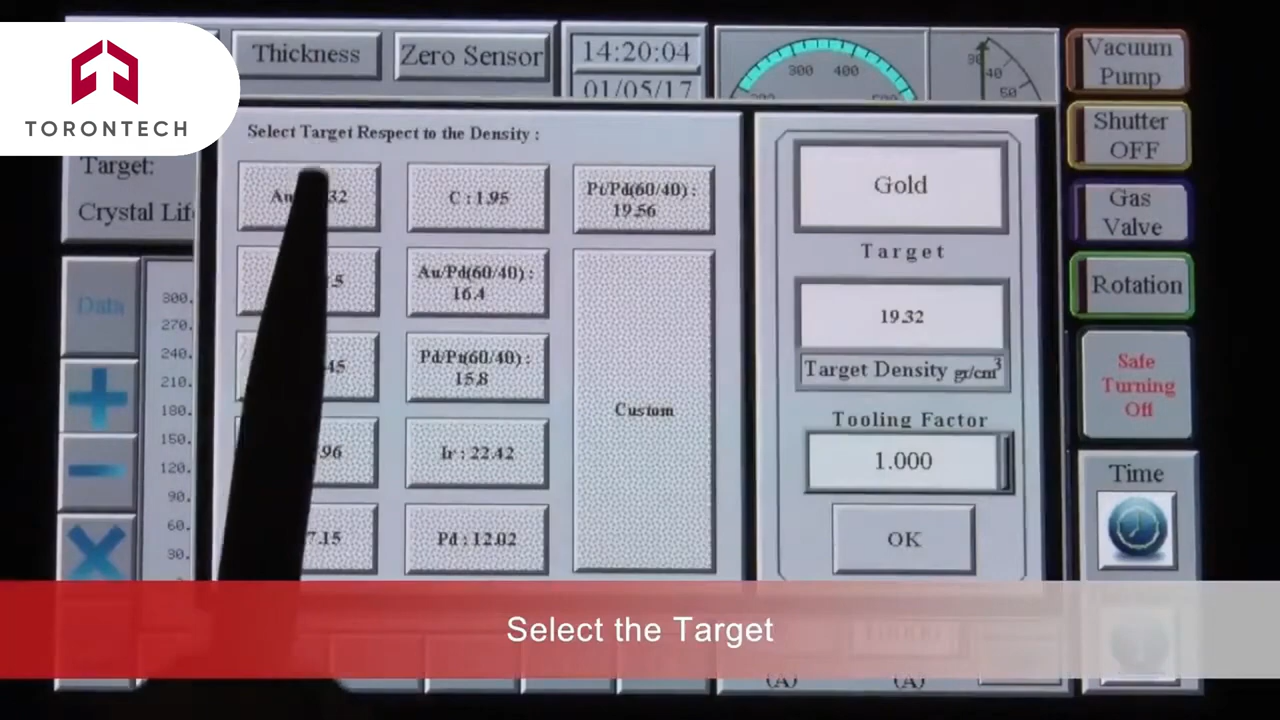 TORONTECH
Thickness
Zero Sensor
14:20:04
01/05/17
300
400
30
40
50
Vacuum
Pump
Shutter
OFF
Gas
Valve
Rotation
Safe
Turning
Off
Time
Target:
Crystal
Data
300.
270.
240.
210.
180.
150.
120.
90.
60.
30.
Select Target Respect to the Density :
C : 1.95
Pt/Pd(60/40) :
19.56
Au/Pd(60/40) :
16.4
Pd/Pt(60/40) :
15.8
Custom
Ir : 22.42
Pd : 12.02
Gold
Target
19.32
Target Density gr/cm³
Tooling Factor
1.000
OK
Select the Target
(A)
(A)